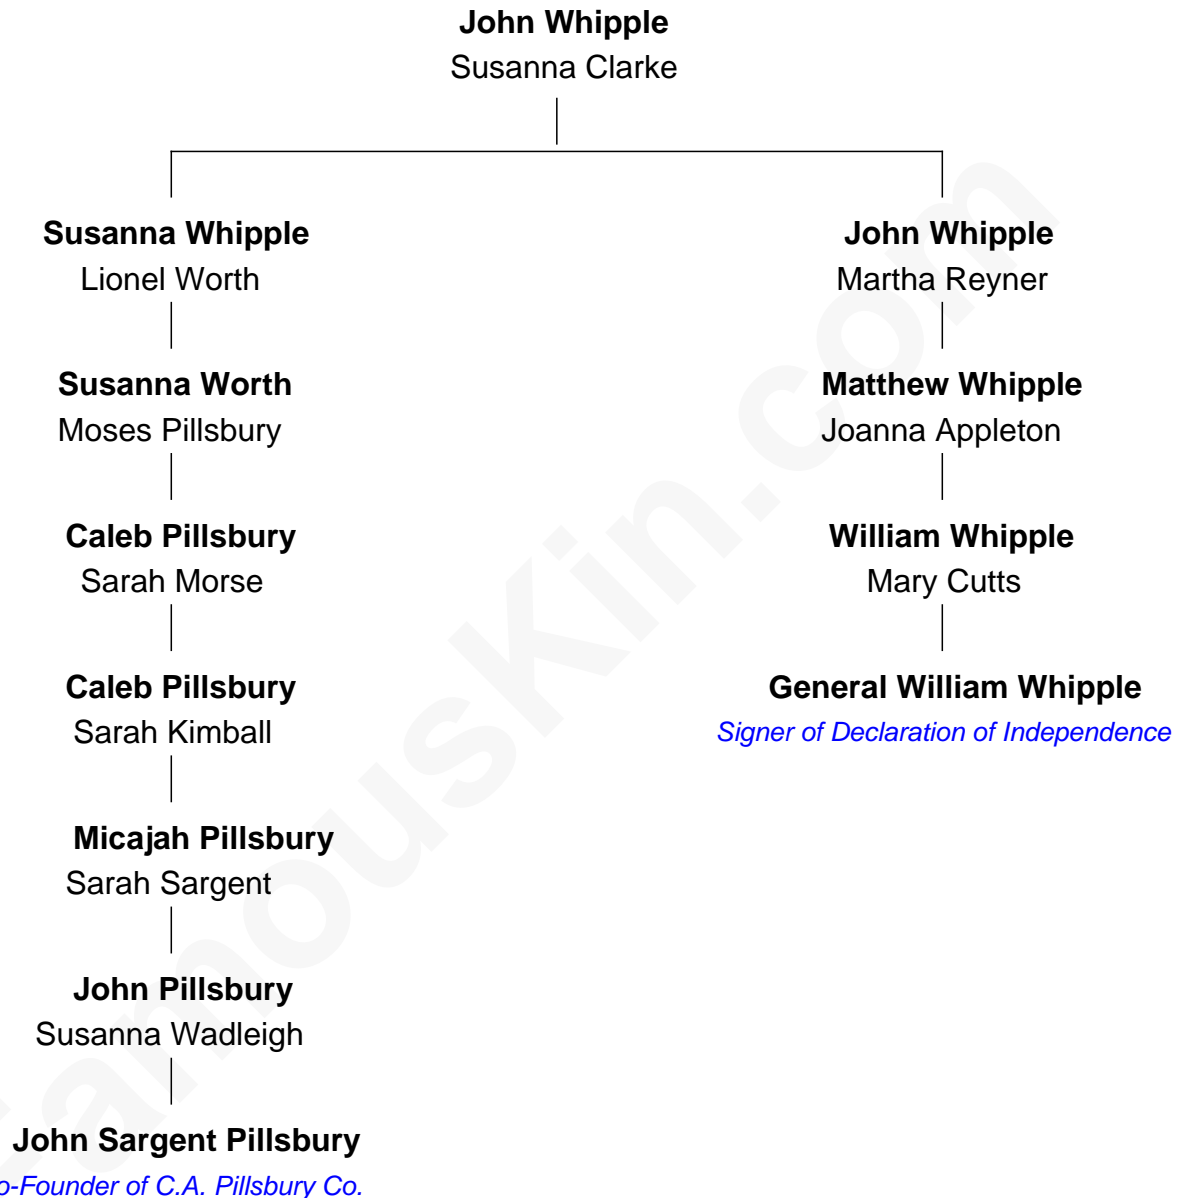 John Whipple
Susanna Clarke
Susanna Whipple
Lionel Worth
John Whipple
Martha Reyner
Susanna Worth
Moses Pillsbury
Matthew Whipple
Joanna Appleton
Caleb Pillsbury
Sarah Morse
William Whipple
Mary Cutts
Caleb Pillsbury
Sarah Kimball
General William Whipple
Signer of Declaration of Independence
Micajah Pillsbury
Sarah Sargent
John Pillsbury
Susanna Wadleigh
John Sargent Pillsbury
o-Founder of C.A. Pillsbury Co.
FamousKin.com